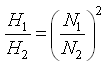 H₁/H₂ = (N₁/N₂)²